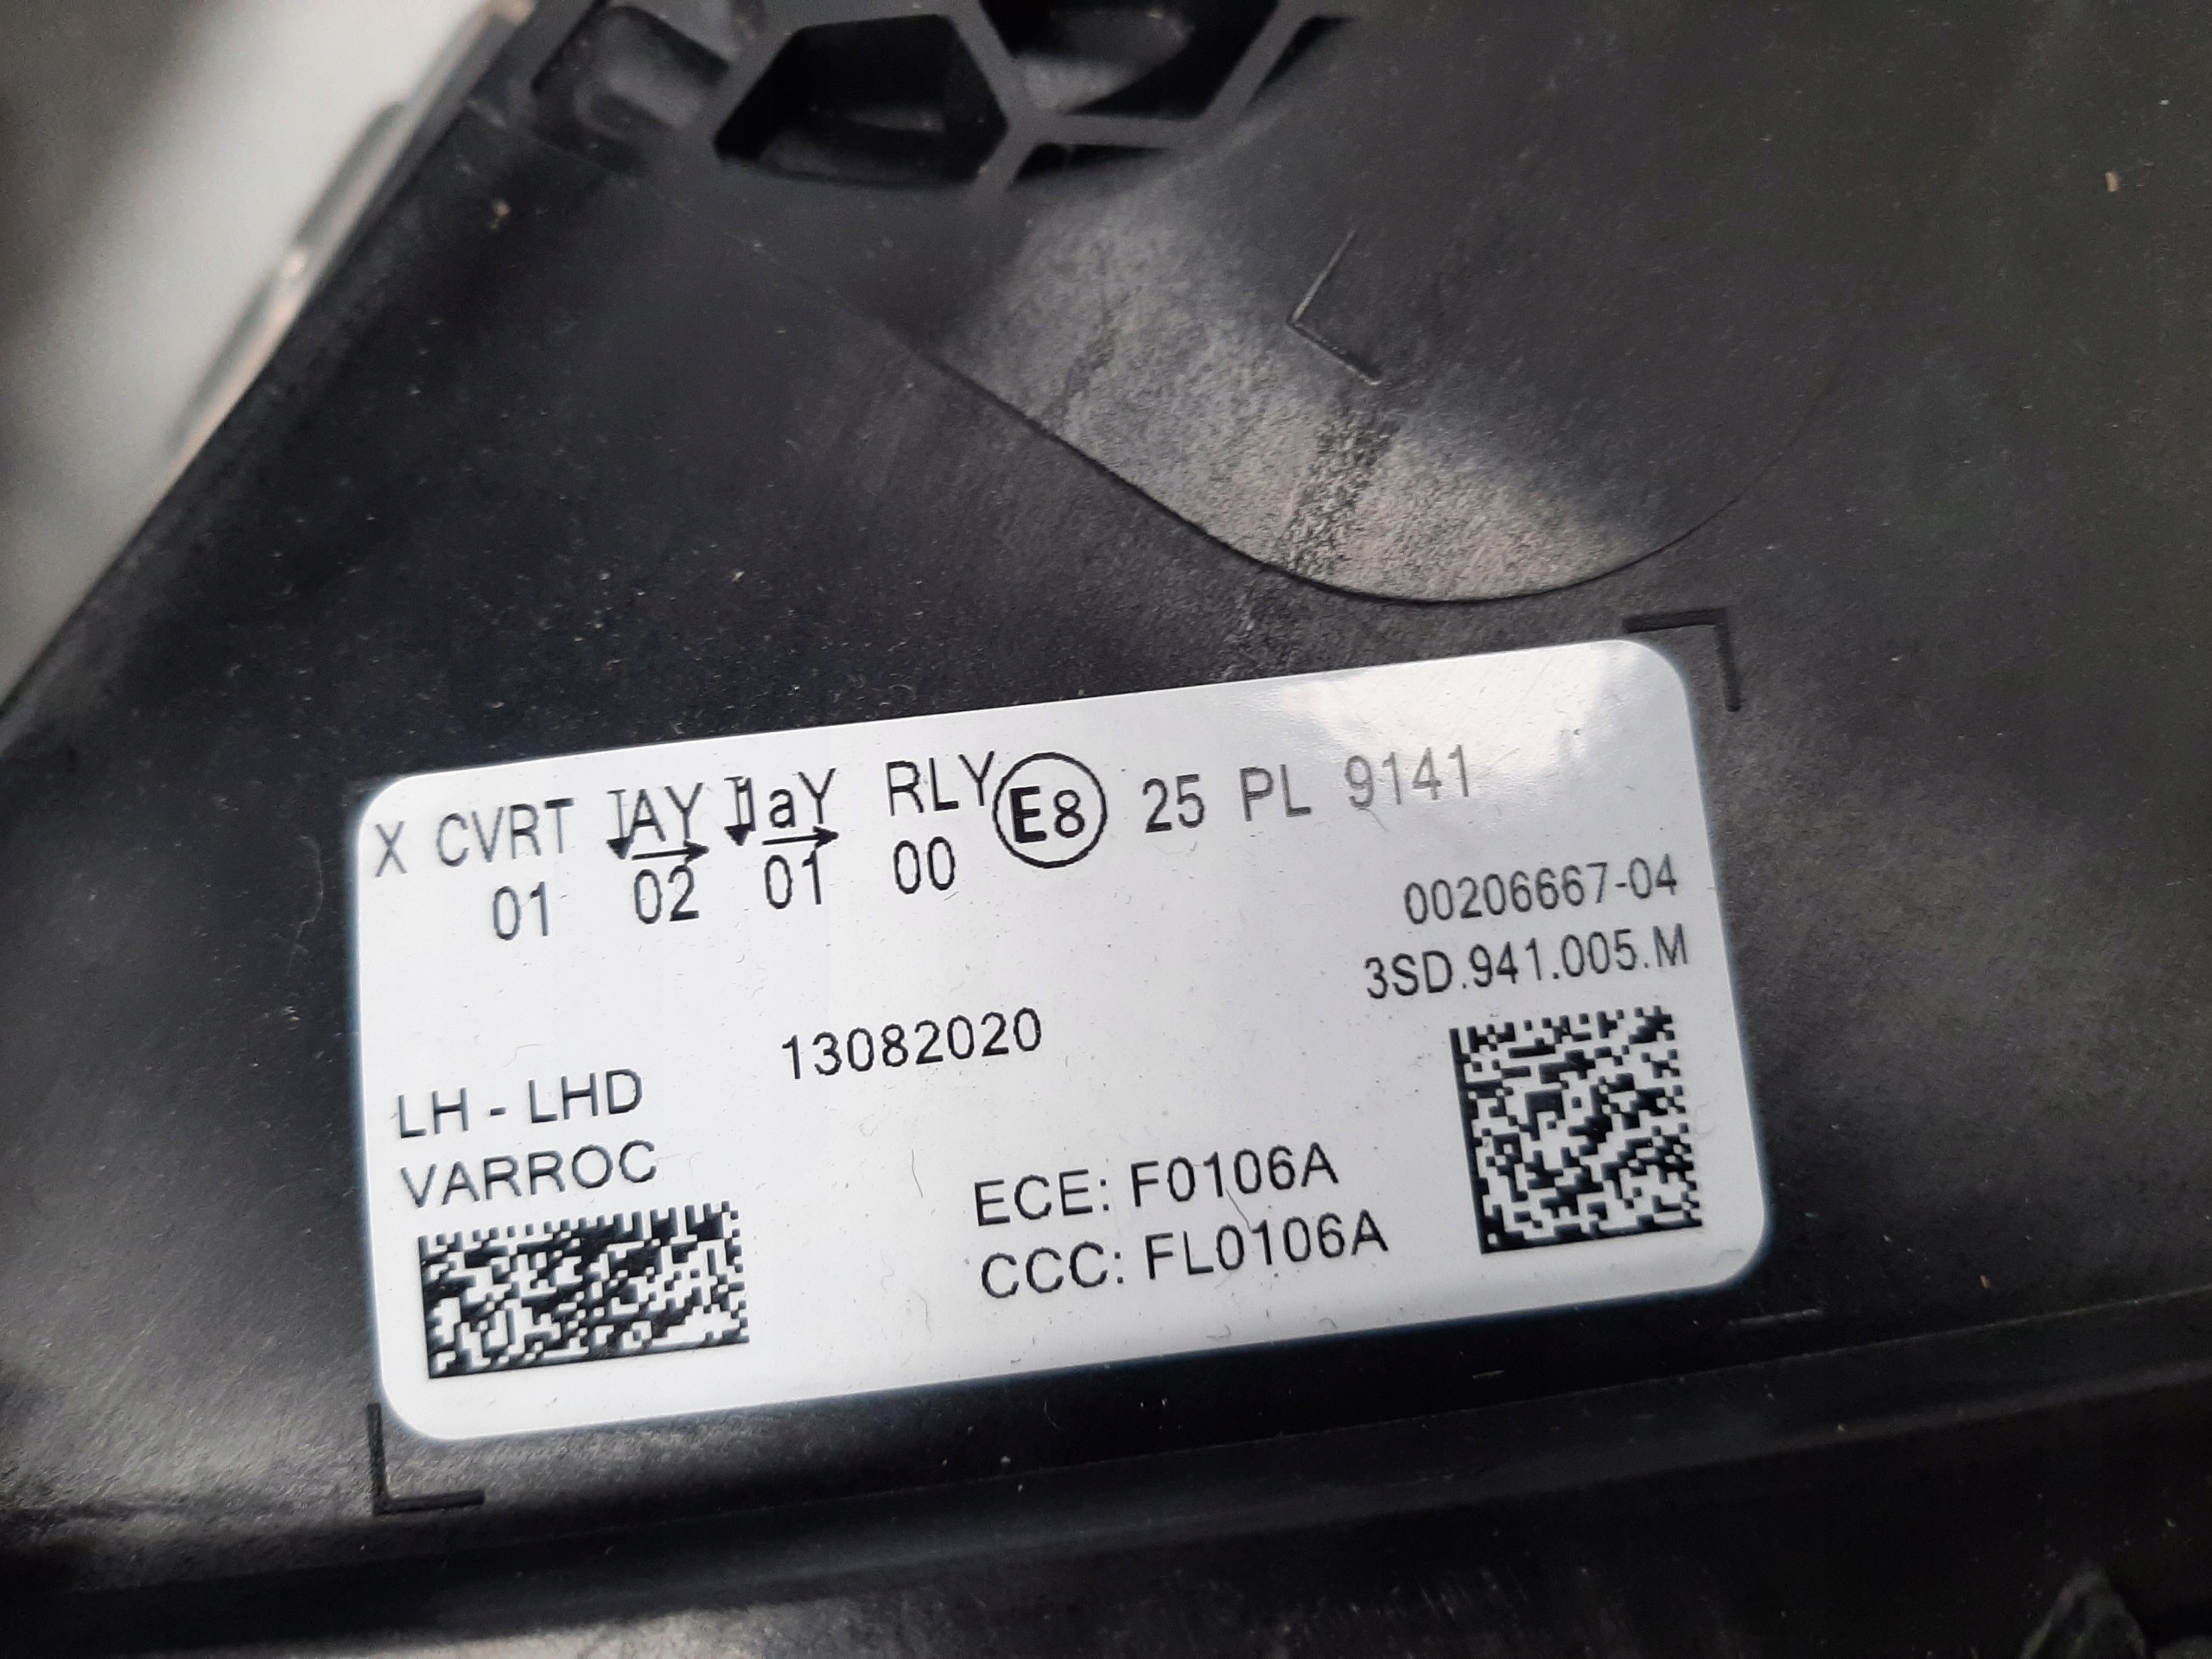 X CVRT IAY 1aY RLY E8 25 PL 9141
01 02 01 00
00206667-04
3SD.941.005.M
13082020
LH - LHD
VARROC
ECE: F0106A
CCC: FL0106A